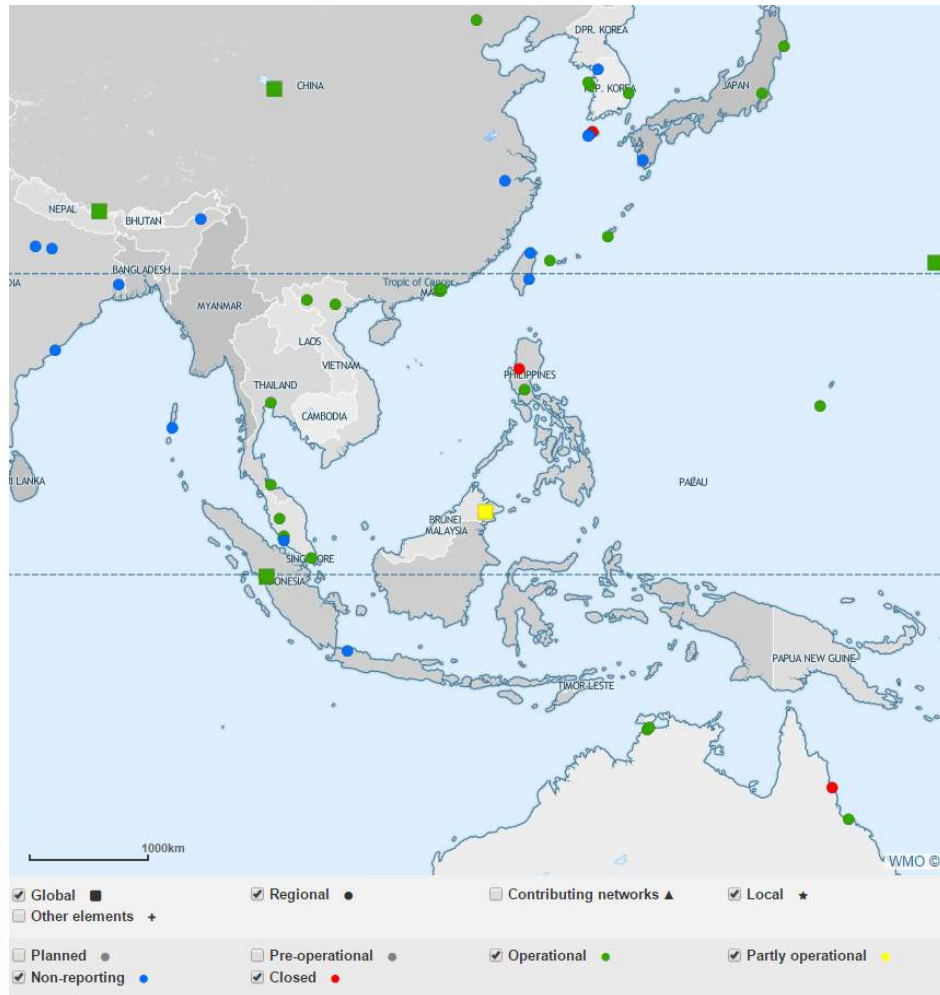 DPR. KOREA
CHINA
JAPAN
REP. KOREA
NEPAL
BHUTAN
BANGLADESH
Tropic of Cancer
MYANMAR
LAOS
VIETNAM
PHILIPPINES
THAILAND
CAMBODIA
PALAU
BRUNEI
MALAYSIA
SINGAPORE
PAPUA NEW GUINE
TIMOR-LESTE
1000km
WMO ©
Global Regional Contributing networks Local
Other elements
Planned Pre-operational Operational Partly operational
Non-reporting Closed